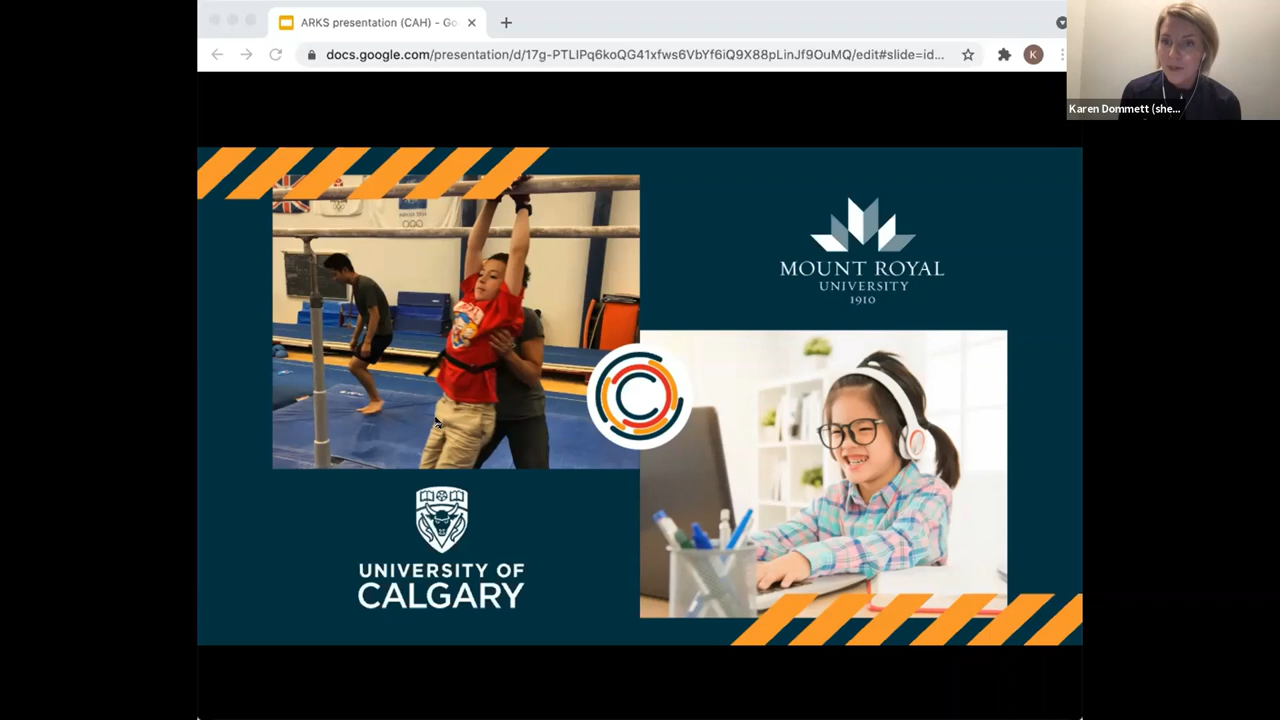 ARKS presentation (CAH) - Go
docs.google.com/presentation/d/17g-PTLIPq6koQG41xfws6VbYf6iQ9X88pLinJf9OuMQ/edit#slide=id...
K
Karen Dommett (she...
MOUNT ROYAL
UNIVERSITY
1910
UNIVERSITY OF
CALGARY